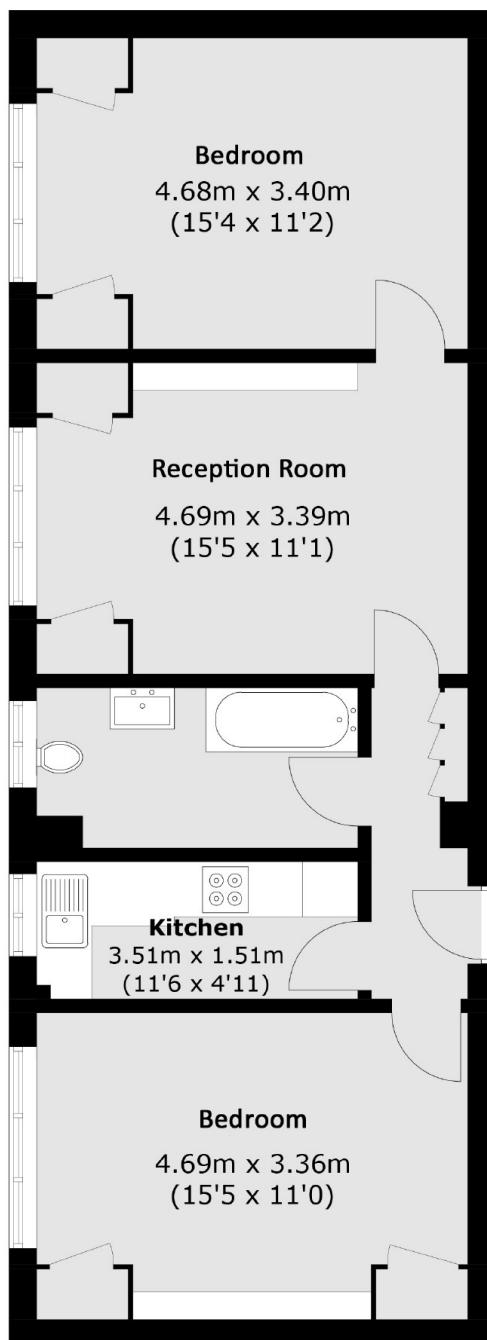 Bedroom
4.68m x 3.40m
(15'4 x 11'2)
Reception Room
4.69m x 3.39m
(15'5 x 11'1)
Kitchen
3.51m x 1.51m
(11'6 x 4'11)
Bedroom
4.69m x 3.36m
(15'5 x 11'0)